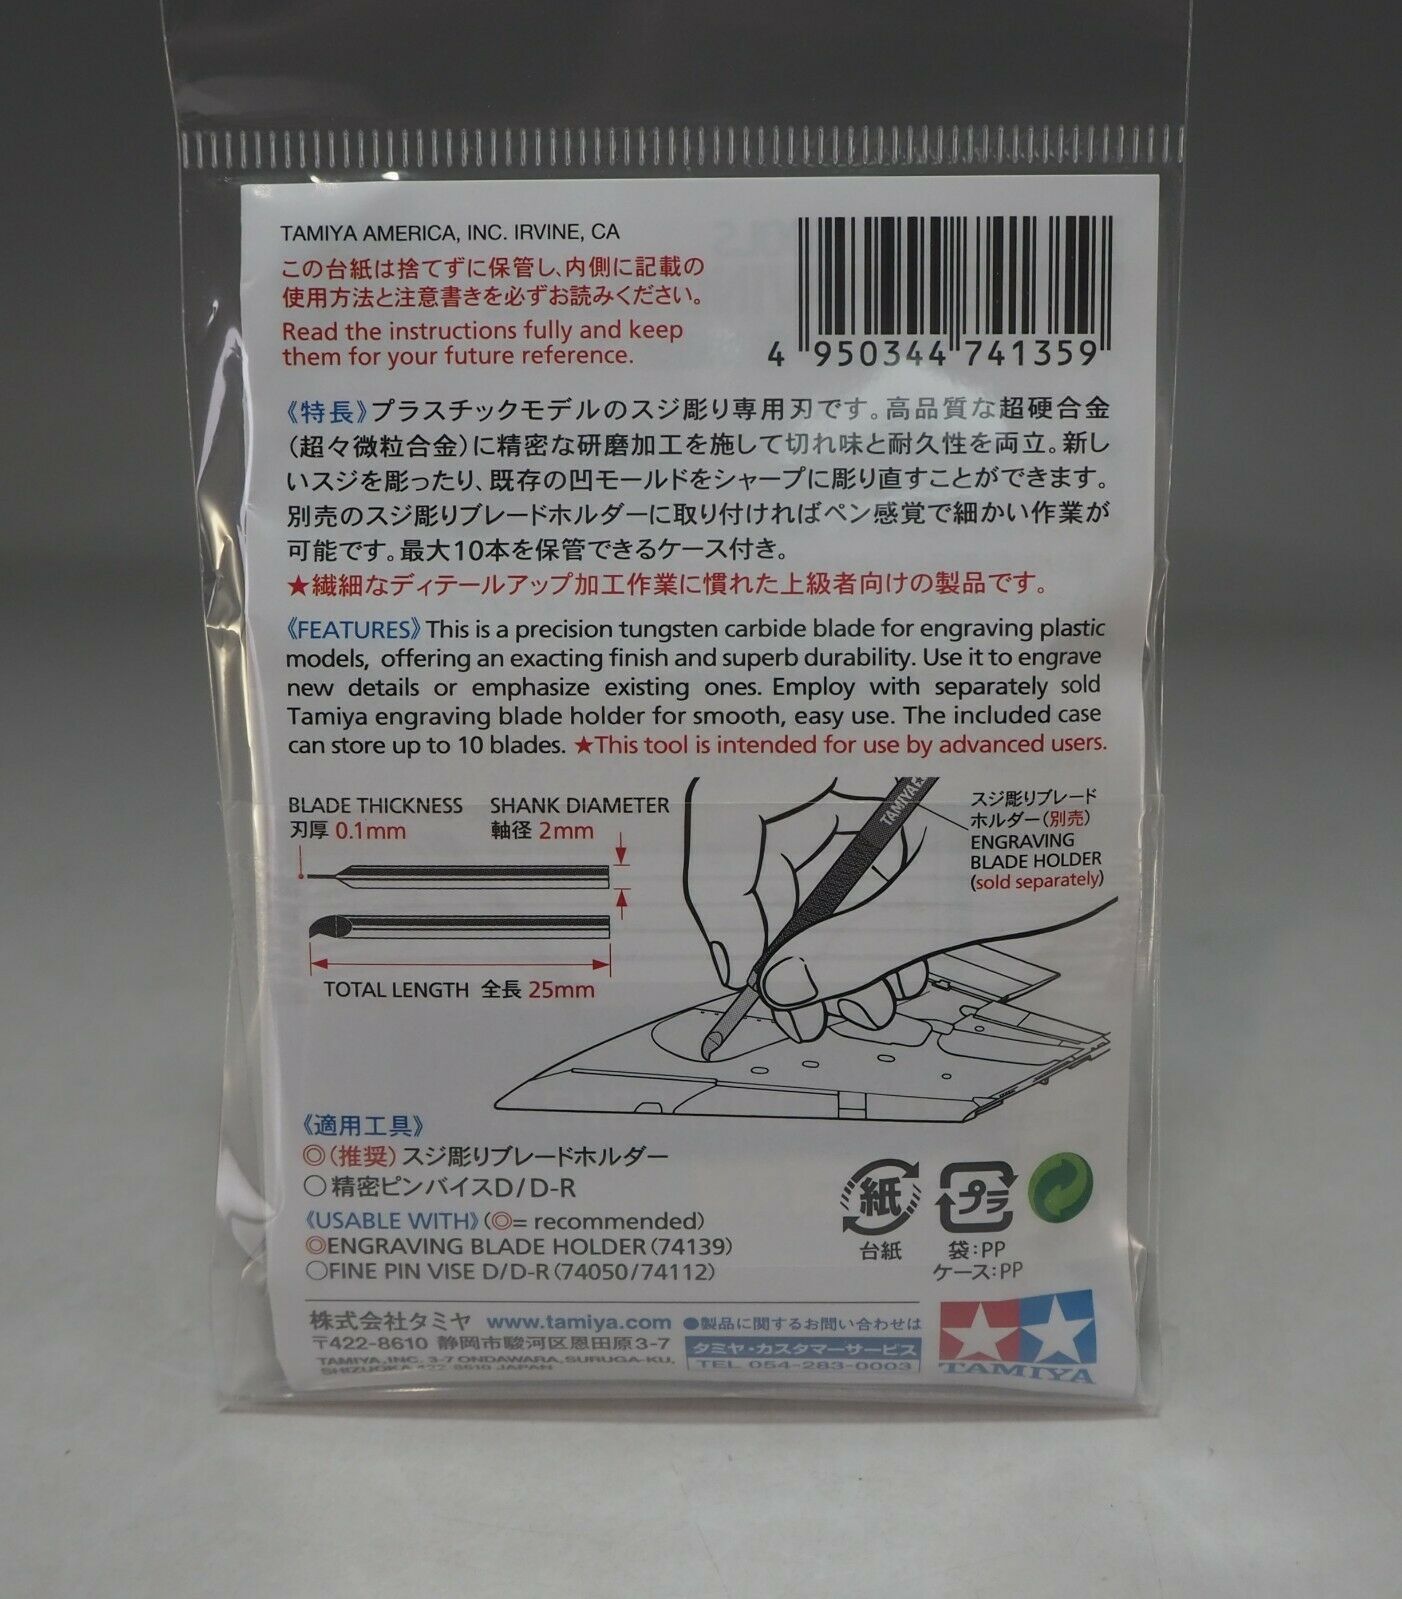 TAMIYA AMERICA, INC. IRVINE, CA
この台紙は捨てずに保管し、内側に記載の
使用方法と注意書きを必ずお読みください。
Read the instructions fully and keep
them for your future reference.
4 950344 741359
《特長》プラスチックモデルのスジ彫り専用刃です。高品質な超硬合金
(超々微粒合金)に精密な研磨加工を施して切れ味と耐久性を両立。新し
いスジを彫ったり、既存の凹モールドをシャープに彫り直すことができます。
別売のスジ彫りブレードホルダーに取り付ければペン感覚で細かい作業が
可能です。最大10本を保管できるケース付き。
★繊細なディテールアップ加工作業に慣れた上級者向けの製品です。
《FEATURES》This is a precision tungsten carbide blade for engraving plastic
models, offering an exacting finish and superb durability. Use it to engrave
new details or emphasize existing ones. Employ with separately sold
Tamiya engraving blade holder for smooth, easy use. The included case
can store up to 10 blades. ★This tool is intended for use by advanced users.
BLADE THICKNESS
刃厚 0.1mm
SHANK DIAMETER
軸径 2mm
TOTAL LENGTH 全長 25mm
TAMIYA
スジ彫りブレード
ホルダー(別売)
ENGRAVING
BLADE HOLDER
(sold separately)
《適用工具》
◎(推奨)スジ彫りブレードホルダー
○精密ピンバイスD/D-R
《USABLE WITH》(◎= recommended)
◎ENGRAVING BLADE HOLDER (74139)
○FINE PIN VISE D/D-R (74050/74112)
紙
台紙
プラ
袋:PP
ケース:PP
株式会社タミヤ www.tamiya.com ●製品に関するお問い合わせは
〒422-8610 静岡市駿河区恩田原3-7 タミヤ・カスタマーサービス
TAMIYA, INC. 3-7 ONDAWARA, SURUGA-KU, TEL 054-283-0003
SHIZUOKA 422-8610 JAPAN
TAMIYA